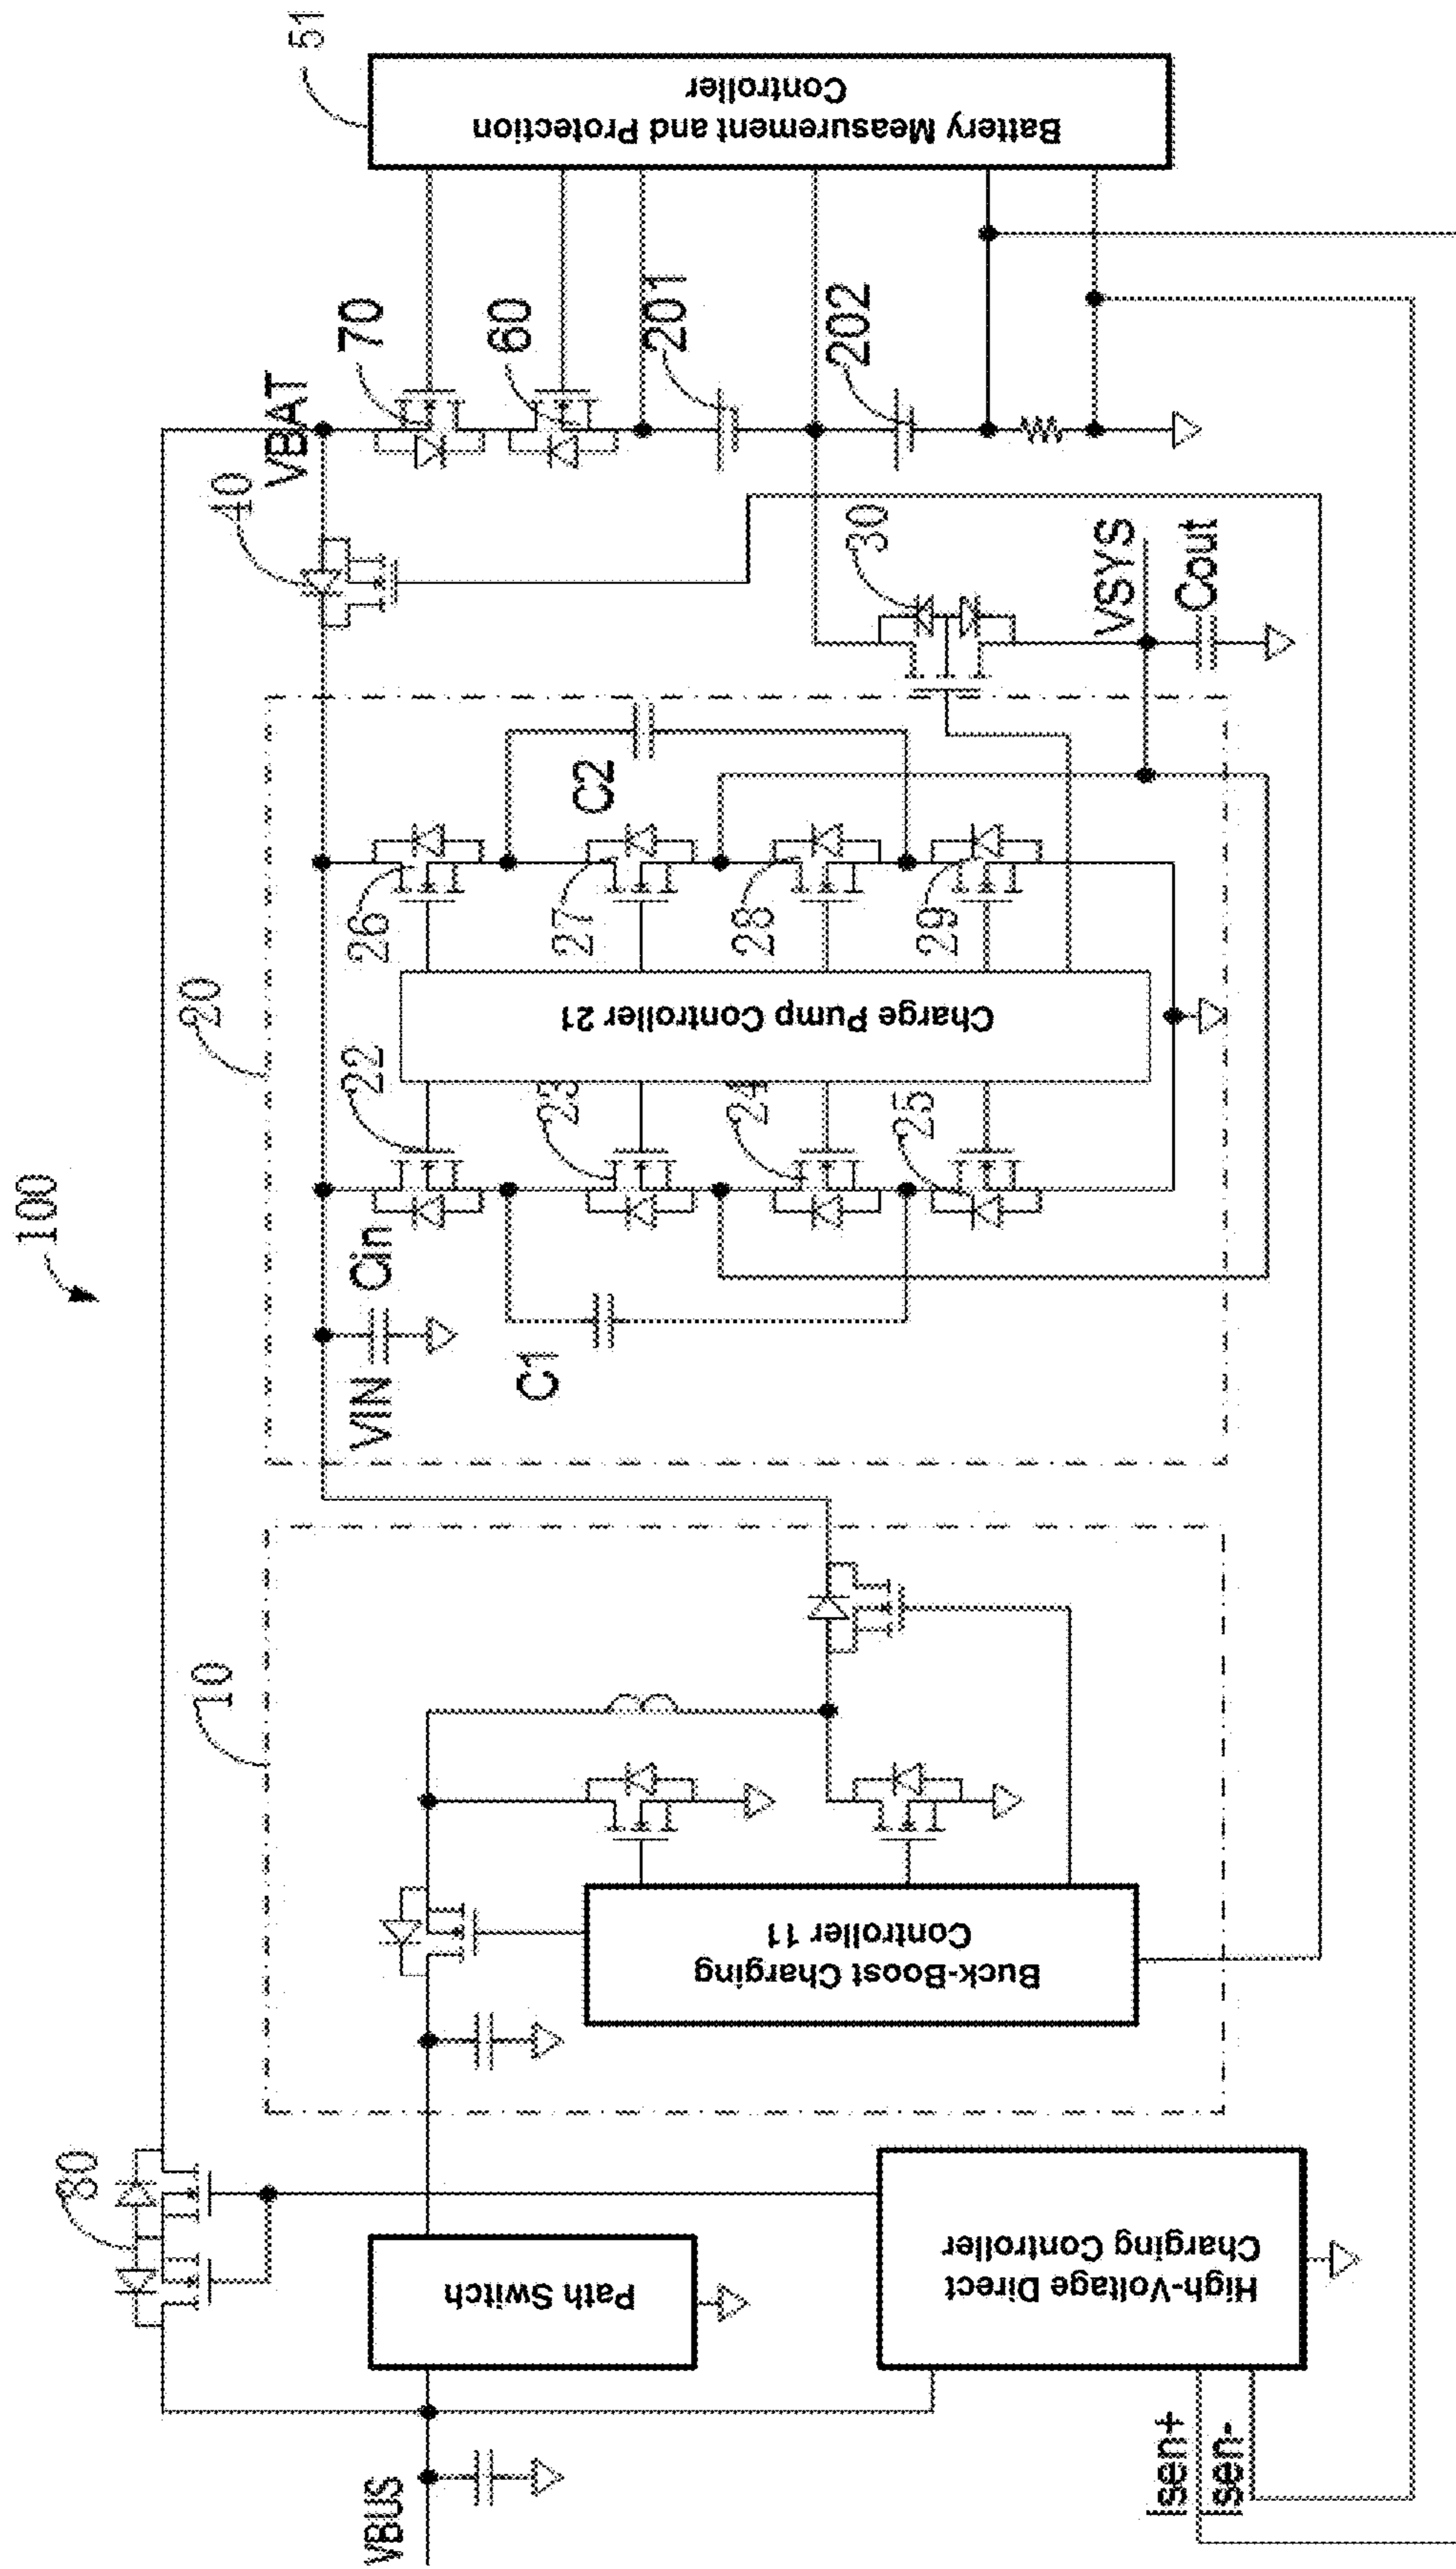 100
VBUS
80
Path Switch
High-Voltage Direct
Charging Controller
Isen+
Isen-
10
Buck-Boost Charging
Controller 11
20
VIN
Cin
C1
22
23
24
25
Charge Pump Controller 21
26
27
28
29
C2
40
30
VSYS
Cout
VBAT
70
60
201
202
Battery Measurement and Protection
Controller
51